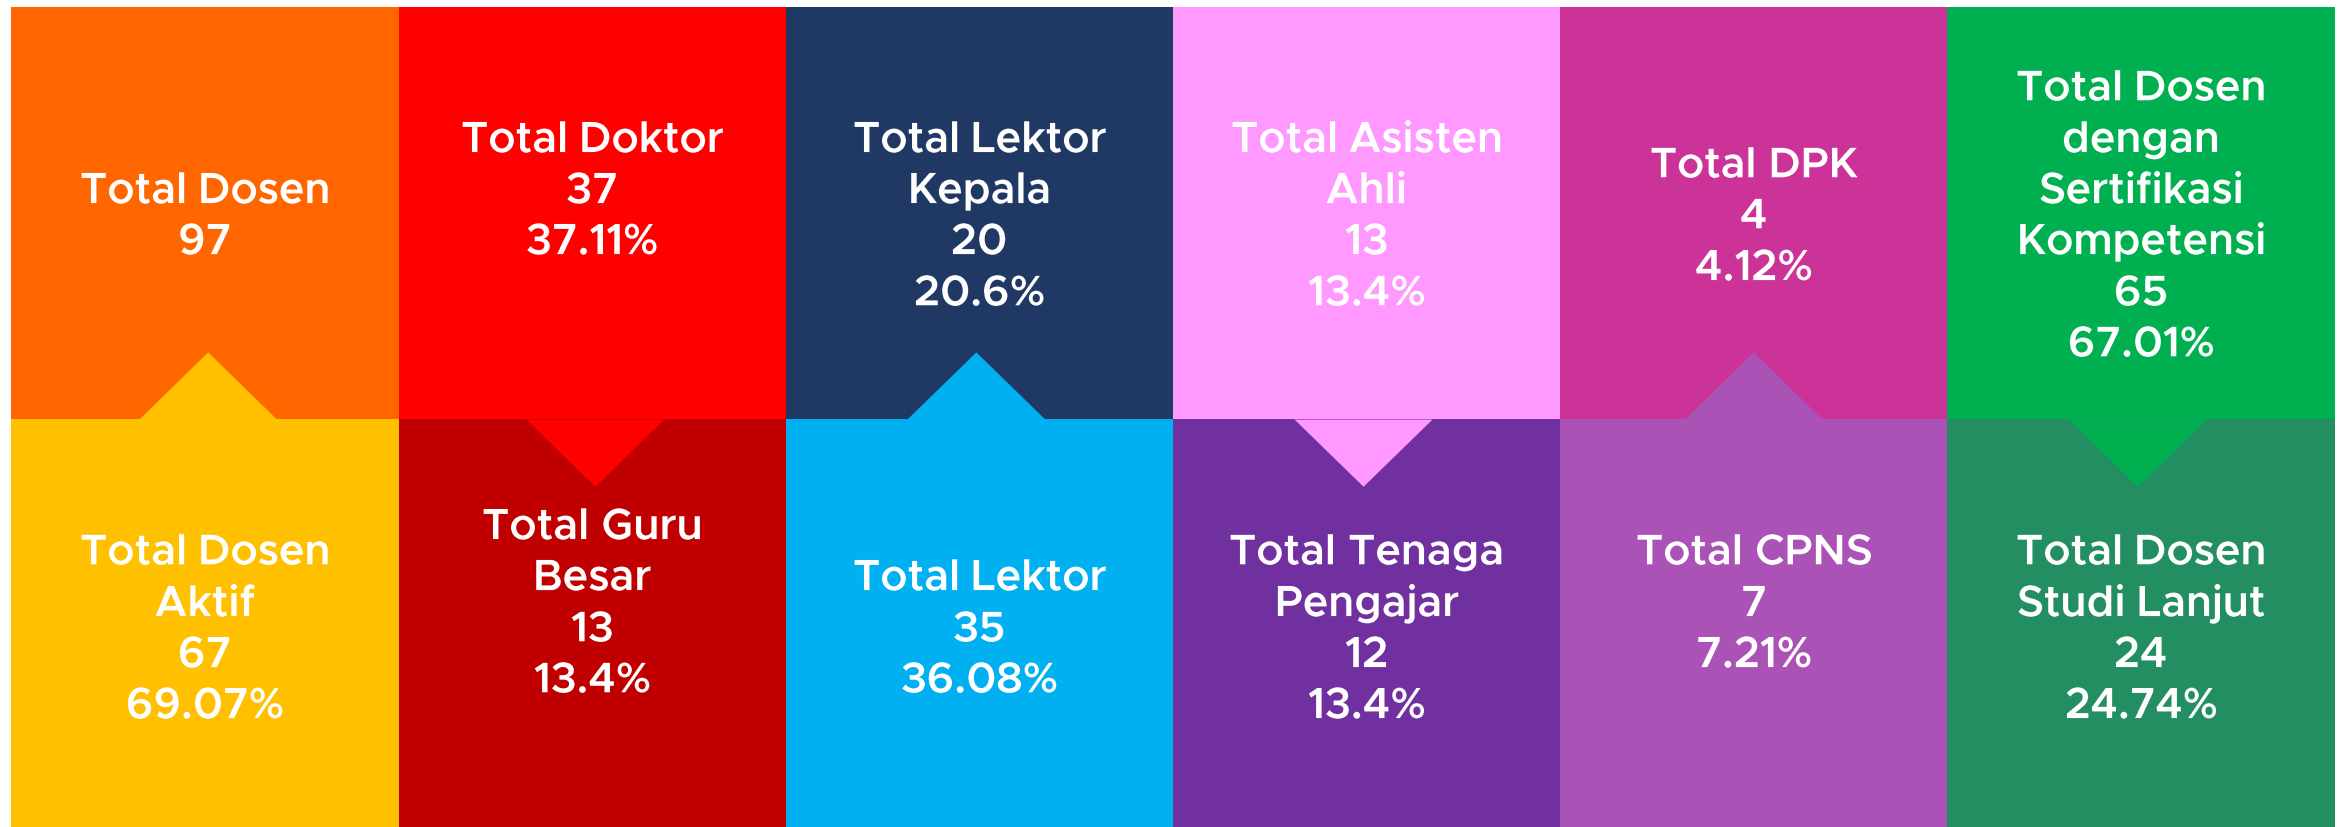 Total Dosen
97
Total Doktor
37
37.11%
Total Lektor
Kepala
20
20.6%
Total Asisten
Ahli
13
13.4%
Total DPK
4
4.12%
Total Dosen
dengan
Sertifikasi
Kompetensi
65
67.01%
Total Dosen
Aktif
67
69.07%
Total Guru
Besar
13
13.4%
Total Lektor
35
36.08%
Total Tenaga
Pengajar
12
13.4%
Total CPNS
7
7.21%
Total Dosen
Studi Lanjut
24
24.74%